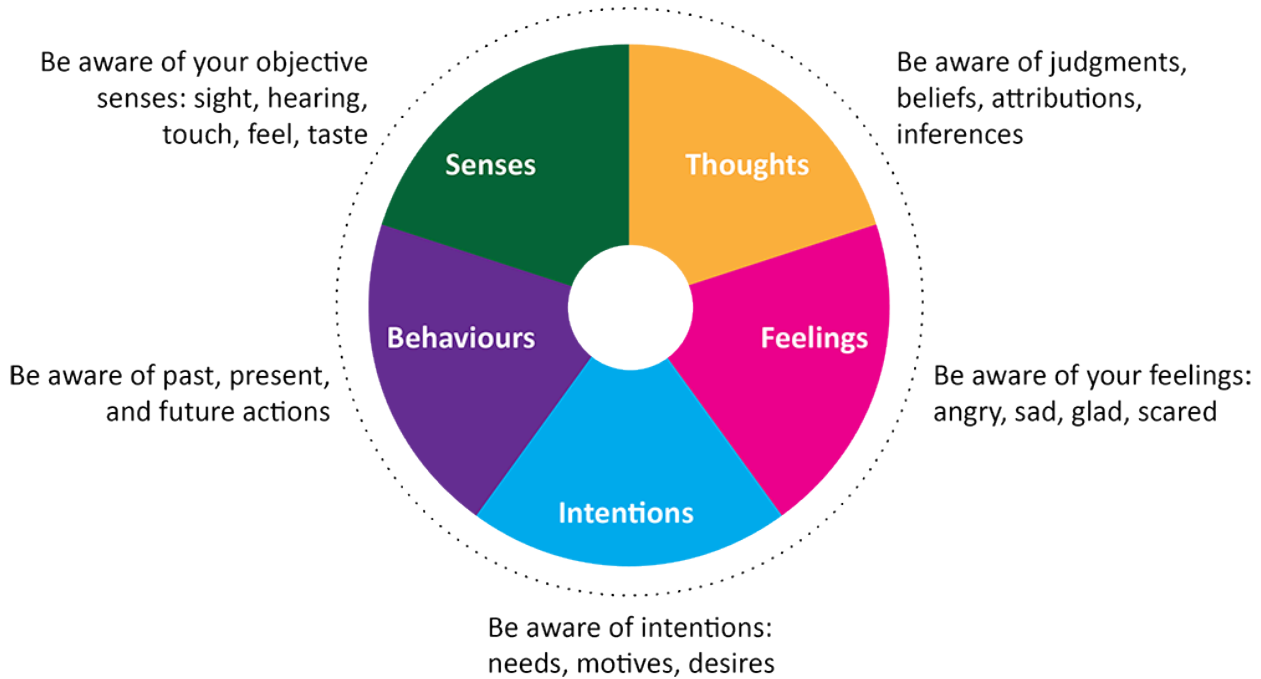 Be aware of your objective
senses: sight, hearing,
touch, feel, taste
Be aware of judgments,
beliefs, attributions,
inferences
Senses
Thoughts
Behaviours
Feelings
Be aware of past, present,
and future actions
Be aware of your feelings:
angry, sad, glad, scared
Intentions
Be aware of intentions:
needs, motives, desires